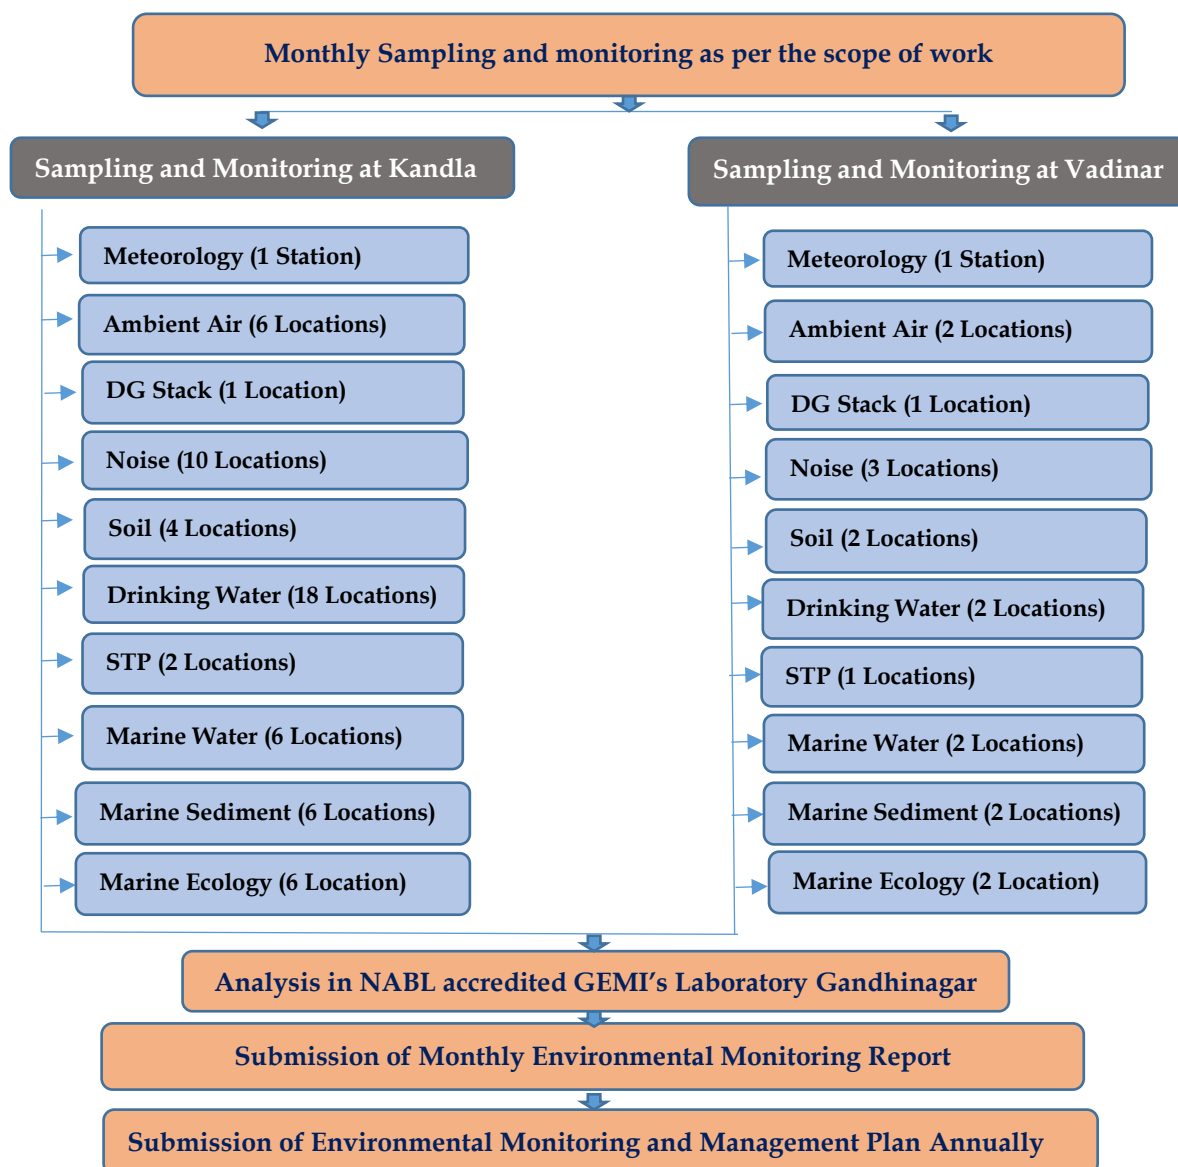 Monthly Sampling and monitoring as per the scope of work
Sampling and Monitoring at Kandla
Meteorology (1 Station)
Ambient Air (6 Locations)
DG Stack (1 Location)
Noise (10 Locations)
Soil (4 Locations)
Drinking Water (18 Locations)
STP (2 Locations)
Marine Water (6 Locations)
Marine Sediment (6 Locations)
Marine Ecology (6 Location)
Sampling and Monitoring at Vadinar
Meteorology (1 Station)
Ambient Air (2 Locations)
DG Stack (1 Location)
Noise (3 Locations)
Soil (2 Locations)
Drinking Water (2 Locations)
STP (1 Locations)
Marine Water (2 Locations)
Marine Sediment (2 Locations)
Marine Ecology (2 Location)
Analysis in NABL accredited GEMI’s Laboratory Gandhinagar
Submission of Monthly Environmental Monitoring Report
Submission of Environmental Monitoring and Management Plan Annually